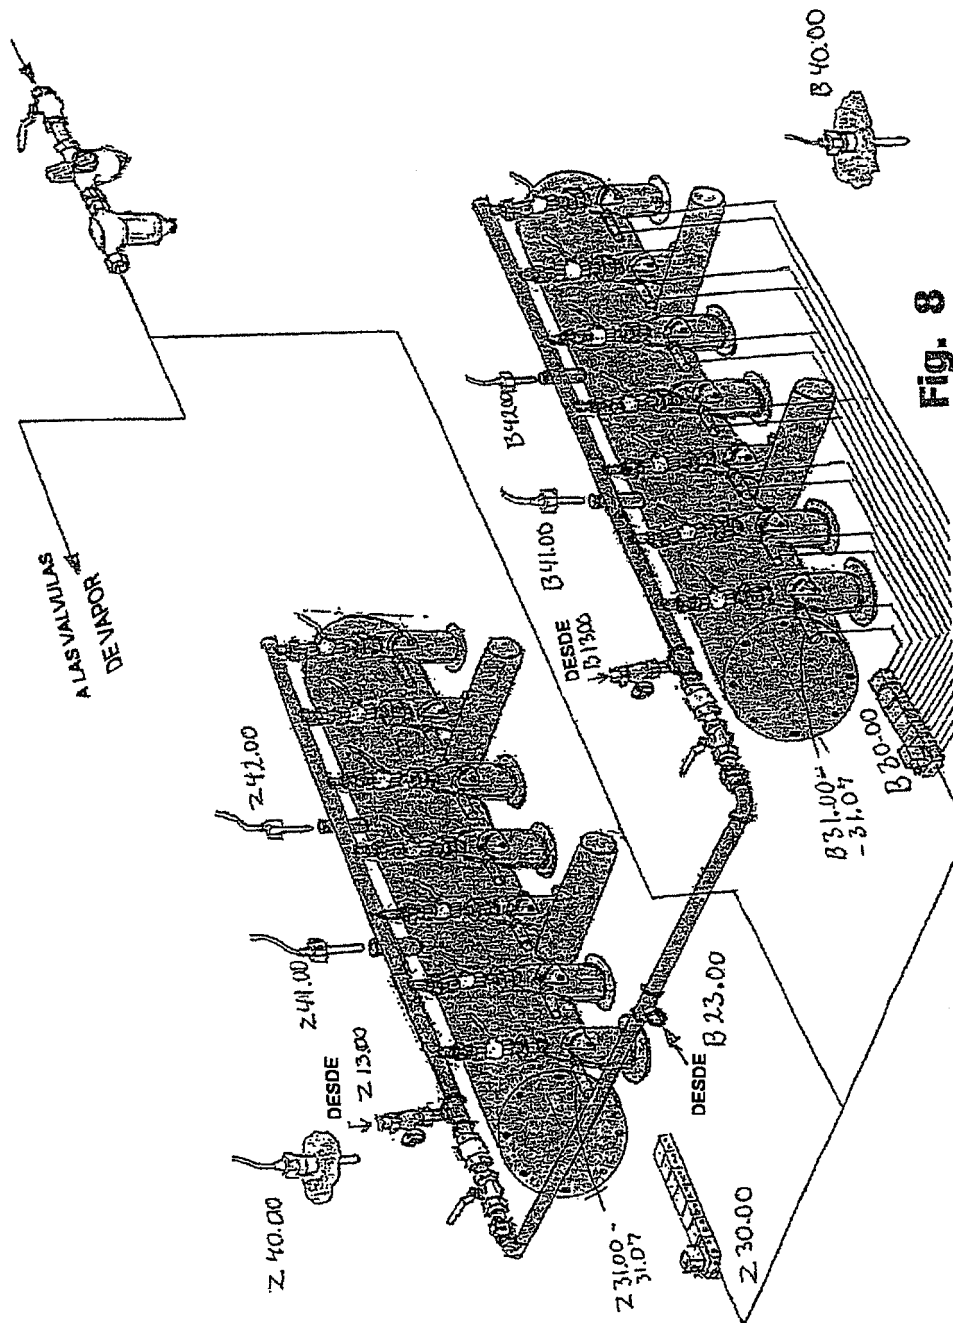 A LAS VALVULAS
DE VAPOR
Z 40.00
DESDE
Z 13.00
Z 41.00
Z 42.00
Z 31.00-
31.07
Z 30.00
DESDE
B 23.00
DESDE
B 13.00
B 41.00
B 42.00
B 31.00-
-31.07
B 30.00
B 40.00
Fig. 8